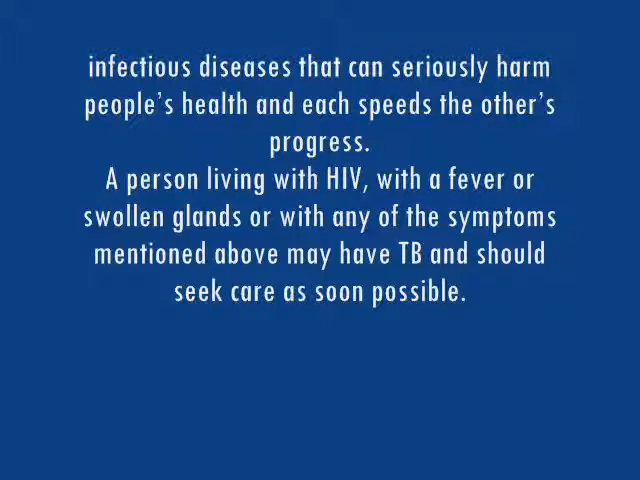 infectious diseases that can seriously harm
people's health and each speeds the other's
progress.
A person living with HIV, with a fever or
swollen glands or with any of the symptoms
mentioned above may have TB and should
seek care as soon possible.